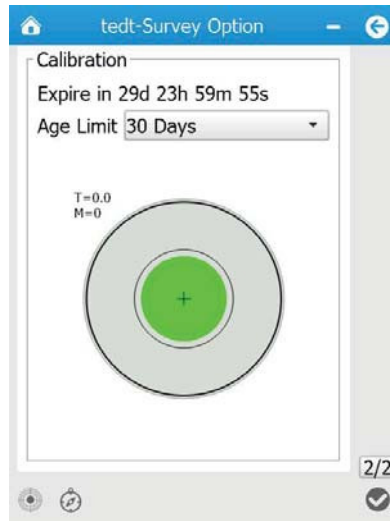 tedt-Survey Option
Calibration
Expire in 29d 23h 59m 55s
Age Limit 30 Days
T=0.0
M=0
2/2